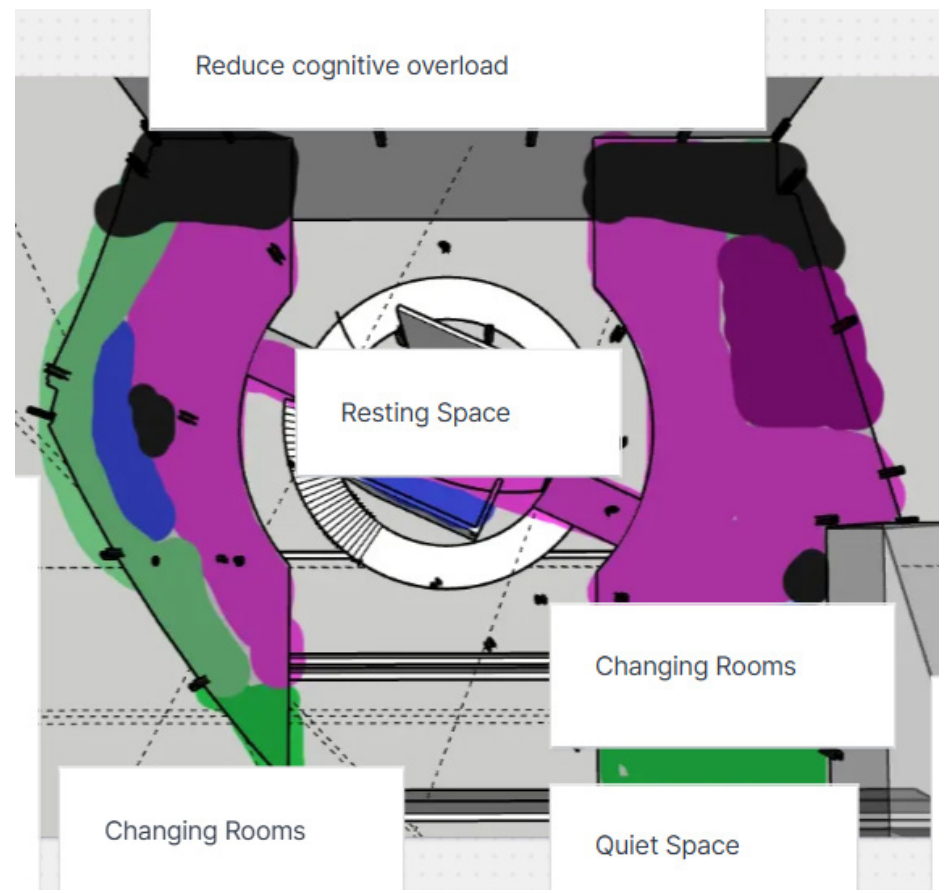 Reduce cognitive overload
Resting Space
Changing Rooms
Changing Rooms
Quiet Space